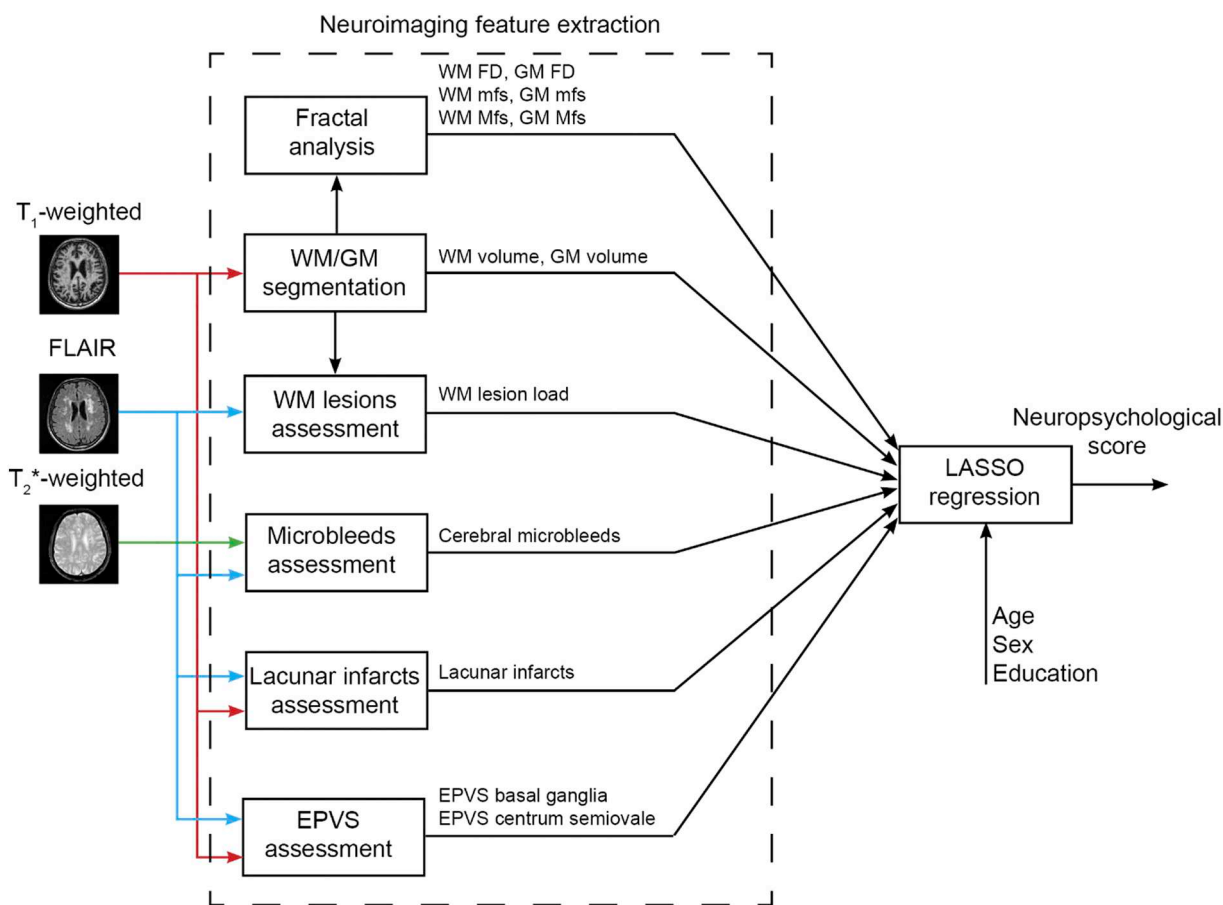 Neuroimaging feature extraction
WM FD, GM FD
WM mfs, GM mfs
WM Mfs, GM Mfs
Fractal
analysis
T1-weighted
WM/GM
segmentation
WM volume, GM volume
FLAIR
WM lesions
assessment
WM lesion load
Neuropsychological
score
LASSO
regression
T2*-weighted
Microbleeds
assessment
Cerebral microbleeds
Age
Sex
Education
Lacunar infarcts
assessment
Lacunar infarcts
EPVS
assessment
EPVS basal ganglia
EPVS centrum semiovale